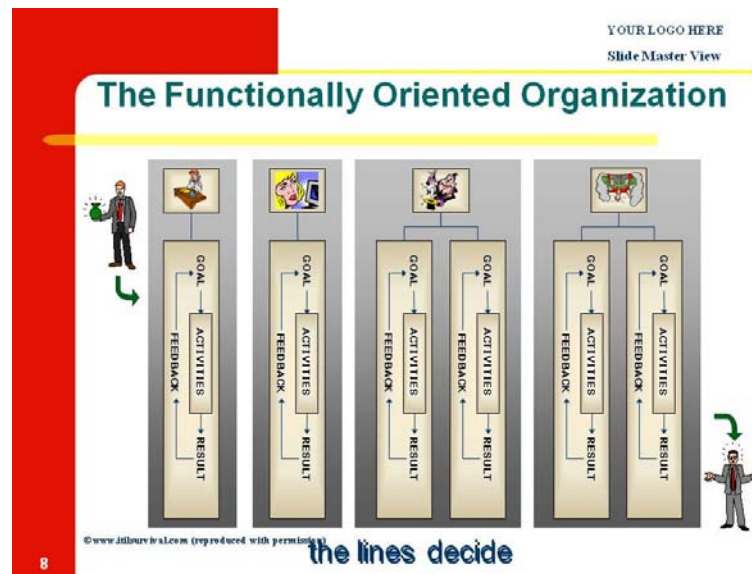 YOUR LOGO HERE
Slide Master View
The Functionally Oriented Organization
GOAL
ACTIVITIES
RESULT
FEEDBACK
GOAL
ACTIVITIES
RESULT
FEEDBACK
GOAL
ACTIVITIES
RESULT
FEEDBACK
GOAL
ACTIVITIES
RESULT
FEEDBACK
GOAL
ACTIVITIES
RESULT
FEEDBACK
GOAL
ACTIVITIES
RESULT
FEEDBACK
©www.itilsurvival.com (reproduced with permission)
the lines decide
8